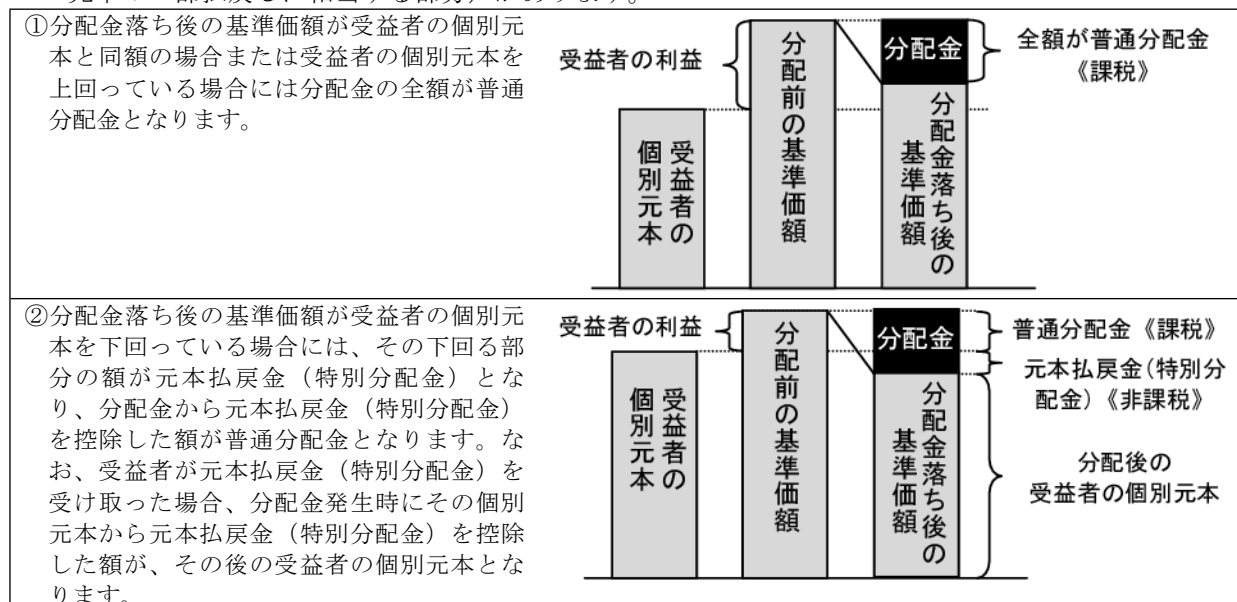 ①分配金落ち後の基準価額が受益者の個別元
本と同額の場合または受益者の個別元本を
上回っている場合には分配金の全額が普通
分配金となります。
受益者の利益
受益者の
個別元本
分配前の基準価額
分配金
分配金落ち後の
基準価額
全額が普通分配金
《課税》
②分配金落ち後の基準価額が受益者の個別元
本を下回っている場合には、その下回る部
分の額が元本払戻金（特別分配金）とな
り、分配金から元本払戻金（特別分配金）
を控除した額が普通分配金となります。な
お、受益者が元本払戻金（特別分配金）を
受け取った場合、分配金発生時にその個別
元本から元本払戻金（特別分配金）を控除
した額が、その後の受益者の個別元本とな
ります。
受益者の利益
受益者の
個別元本
分配前の基準価額
分配金
分配金落ち後の
基準価額
普通分配金《課税》
元本払戻金(特別分
配金)《非課税》
分配後の
受益者の個別元本